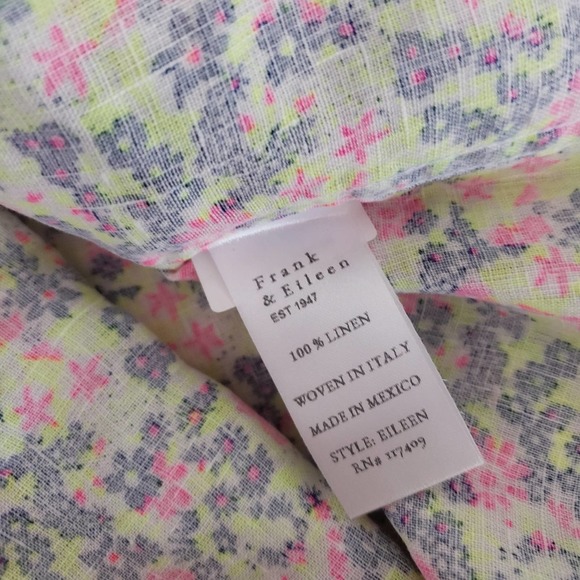 Frank
& Eileen
EST 1947
100% LINEN
WOVEN IN ITALY
MADE IN MEXICO
STYLE: EILEEN
RN# 117409